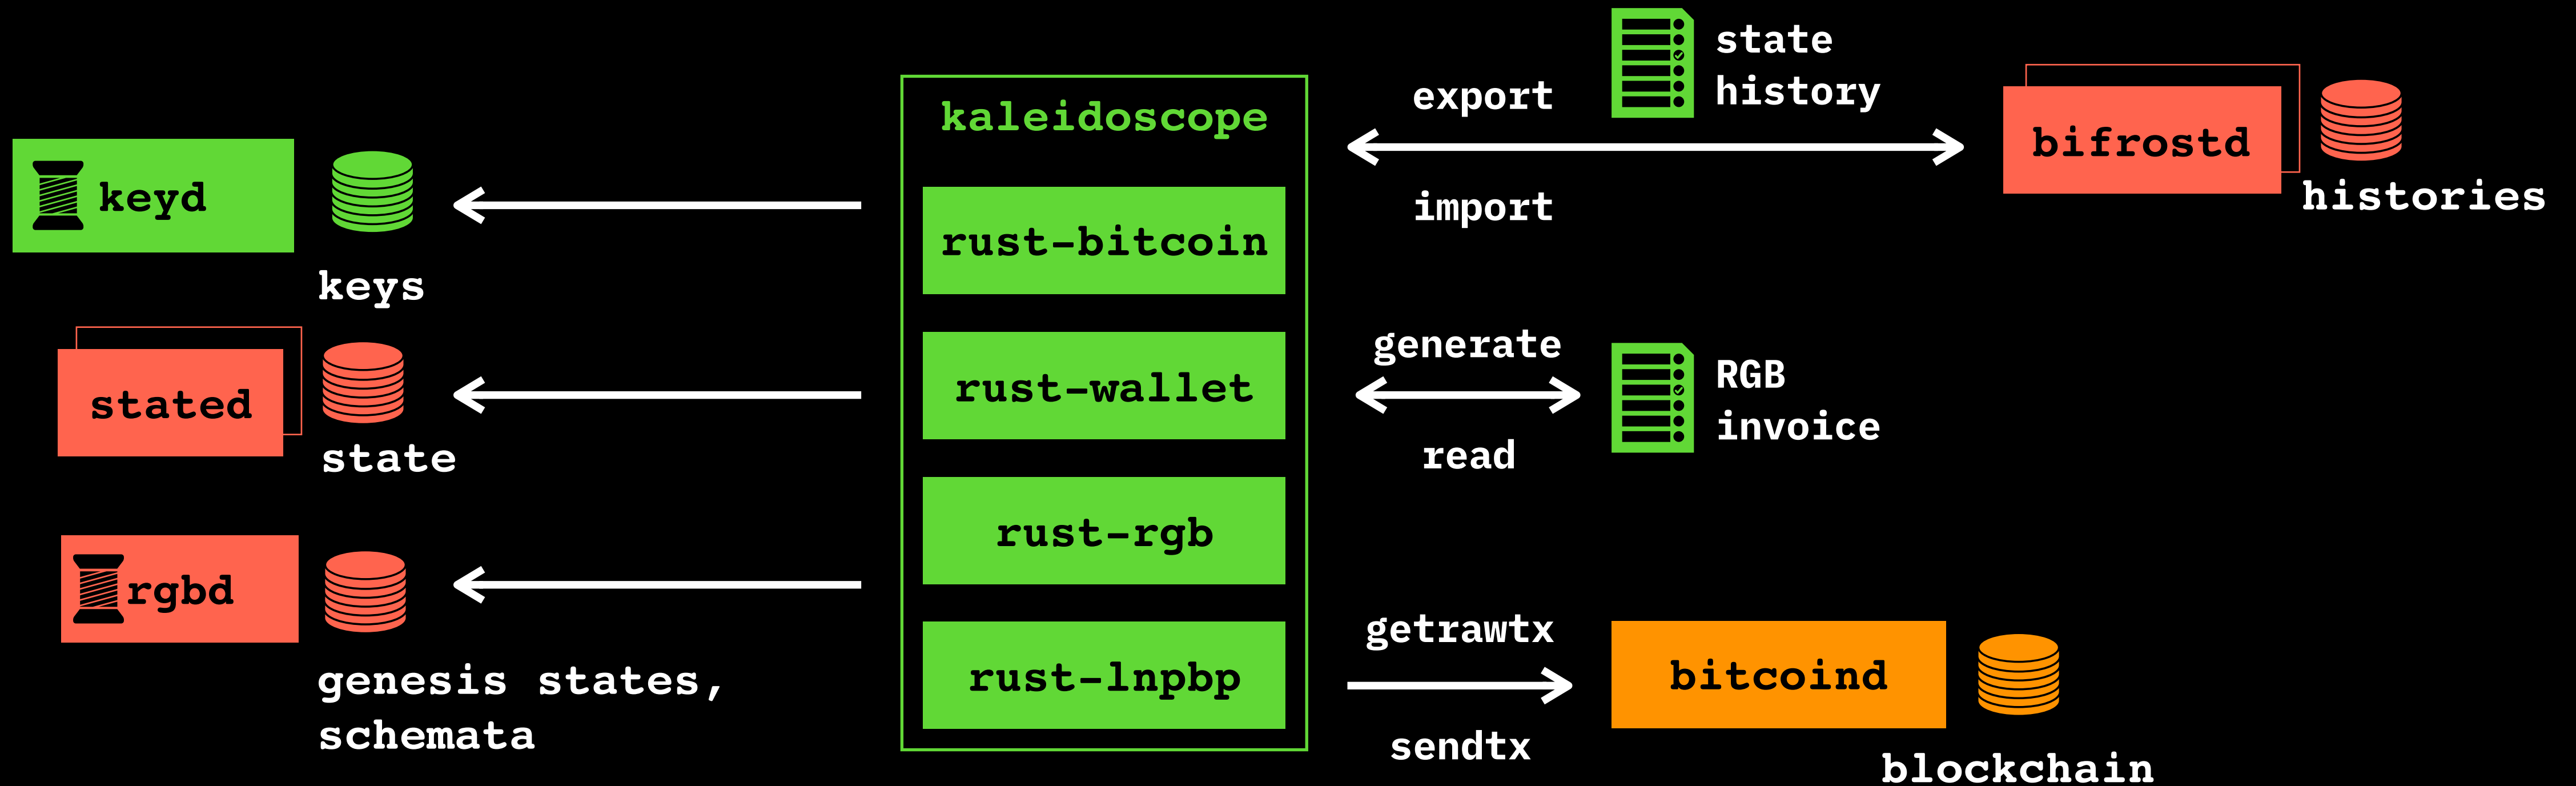 keyd
keys
stated
state
rgbd
genesis states,
schemata
kaleidoscope
rust-bitcoin
rust-wallet
rust-rgb
rust-lnpbp
export
import
state
history
bifrostd
histories
generate
read
RGB
invoice
getrawtx
sendtx
bitcoind
blockchain